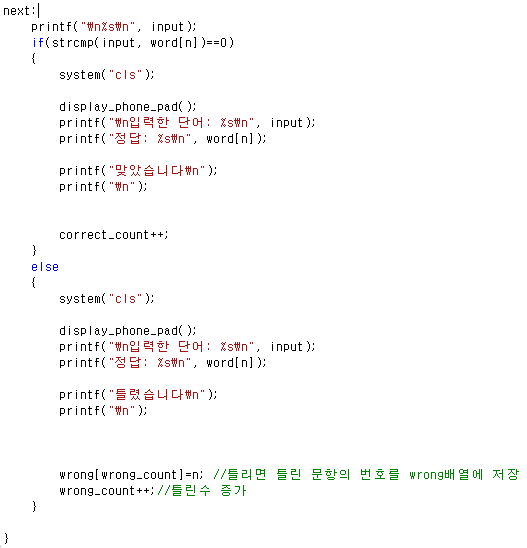 next:
printf("₩n%s₩n", input);
if(strcmp(input, word[n])==0)
{
system("cls");
display_phone_pad();
printf("₩n입력한 단어: %s₩n", input);
printf("정답: %s₩n", word[n]);
printf("맞았습니다₩n");
printf("₩n");
correct_count++;
}
else
{
system("cls");
display_phone_pad();
printf("₩n입력한 단어: %s₩n", input);
printf("정답: %s₩n", word[n]);
printf("틀렸습니다₩n");
printf("₩n");
wrong[wrong_count]=n; //틀리면 틀린 문항의 번호를 wrong배열에 저장
wrong_count++;//틀린수 증가
}
}